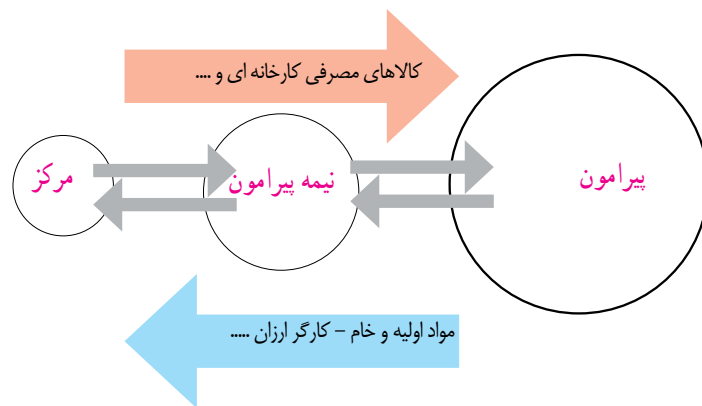 کالاهای مصرفی کارخانه ای و ....
پیرامون
نیمه پیرامون
مرکز
مواد اولیه و خام – کارگر ارزان .....